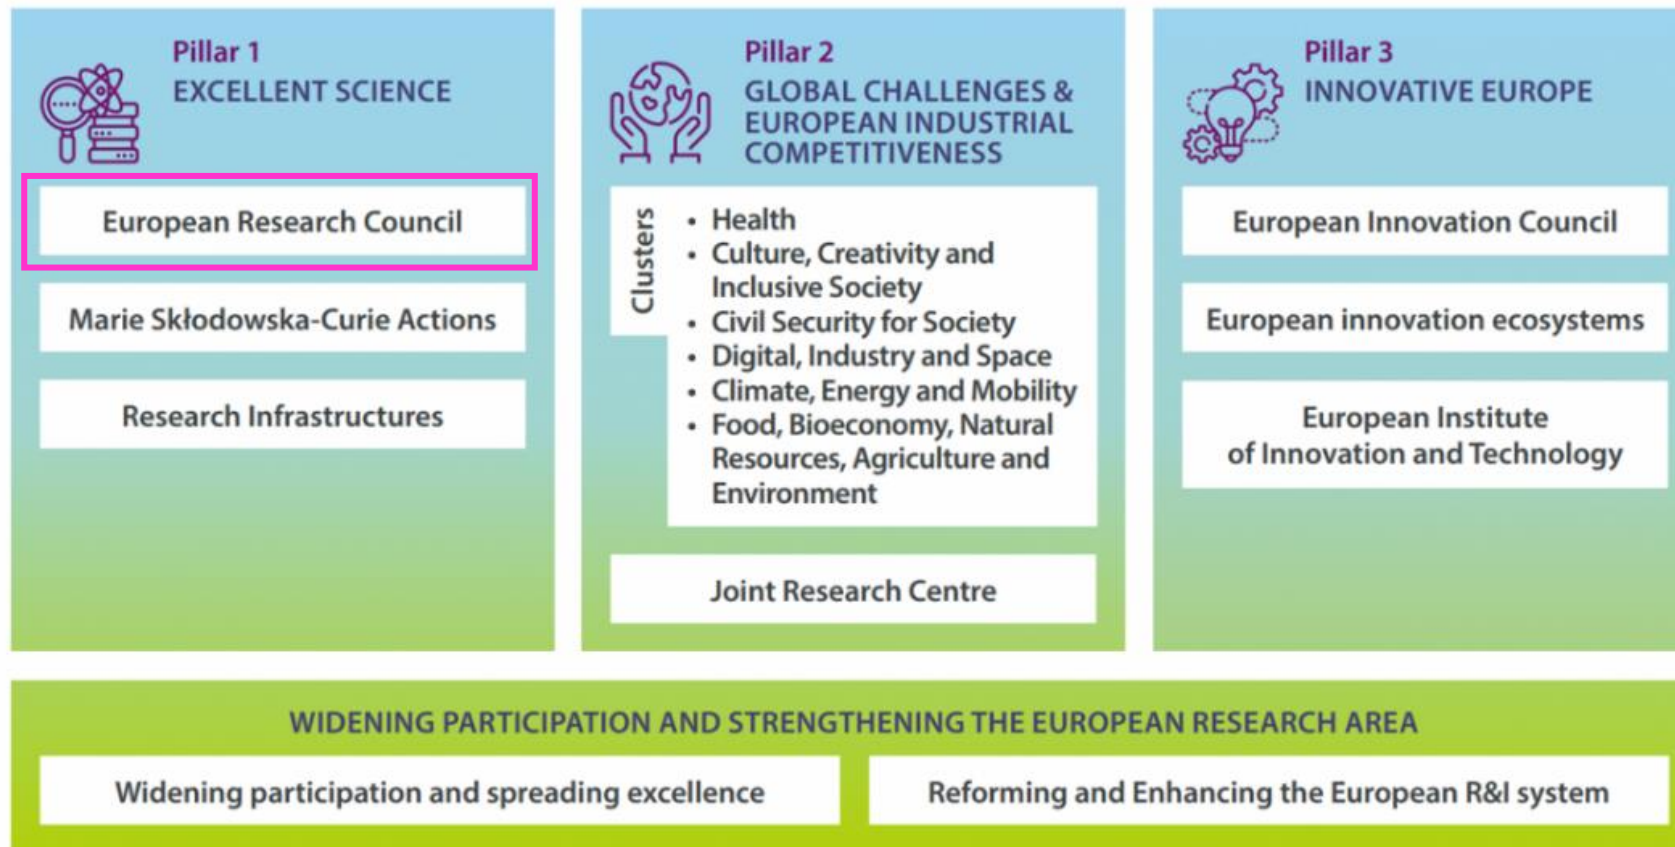 Pillar 1
EXCELLENT SCIENCE
European Research Council
Marie Skłodowska-Curie Actions
Research Infrastructures
Pillar 2
GLOBAL CHALLENGES &
EUROPEAN INDUSTRIAL
COMPETITIVENESS
Clusters
• Health
• Culture, Creativity and
Inclusive Society
• Civil Security for Society
• Digital, Industry and Space
• Climate, Energy and Mobility
• Food, Bioeconomy, Natural
Resources, Agriculture and
Environment
Joint Research Centre
Pillar 3
INNOVATIVE EUROPE
European Innovation Council
European innovation ecosystems
European Institute
of Innovation and Technology
WIDENING PARTICIPATION AND STRENGTHENING THE EUROPEAN RESEARCH AREA
Widening participation and spreading excellence
Reforming and Enhancing the European R&I system